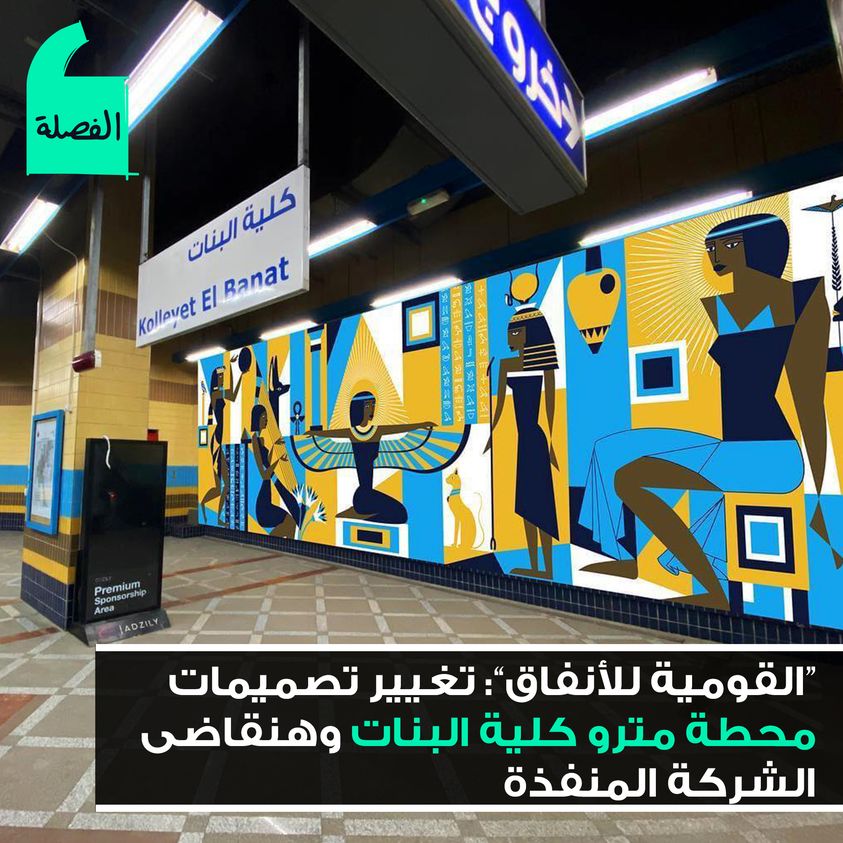 الفصلة
خروج
كلية البنات
Kolleyet El Banat
Premium
Sponsorship
Area
ADZILY
"القومية للأنفاق": تغيير تصميمات
محطة مترو كلية البنات وهنقاضى
الشركة المنفذة